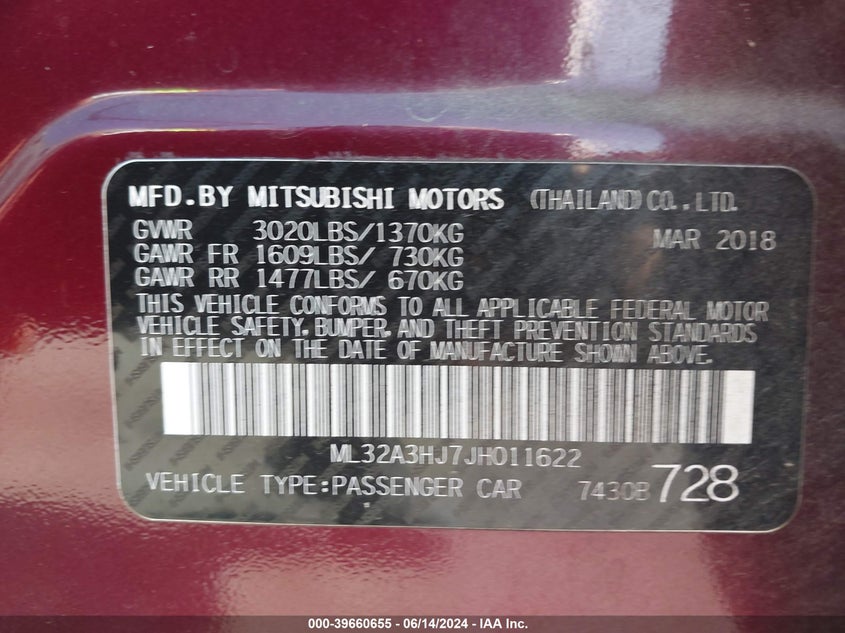 MFD.BY MITSUBISHI MOTORS (THAILAND) CO.,LTD.
GVWR 3020LBS/1370KG MAR 2018
GAWR FR 1609LBS/ 730KG
GAWR RR 1477LBS/ 670KG
THIS VEHICLE CONFORMS TO ALL APPLICABLE FEDERAL MOTOR
VEHICLE SAFETY, BUMPER, AND THEFT PREVENTION STANDARDS
IN EFFECT ON THE DATE OF MANUFACTURE SHOWN ABOVE.
ML32A3HJ7JH011622
VEHICLE TYPE:PASSENGER CAR 7430B 728
000-39660655 - 06/14/2024 - IAA Inc.